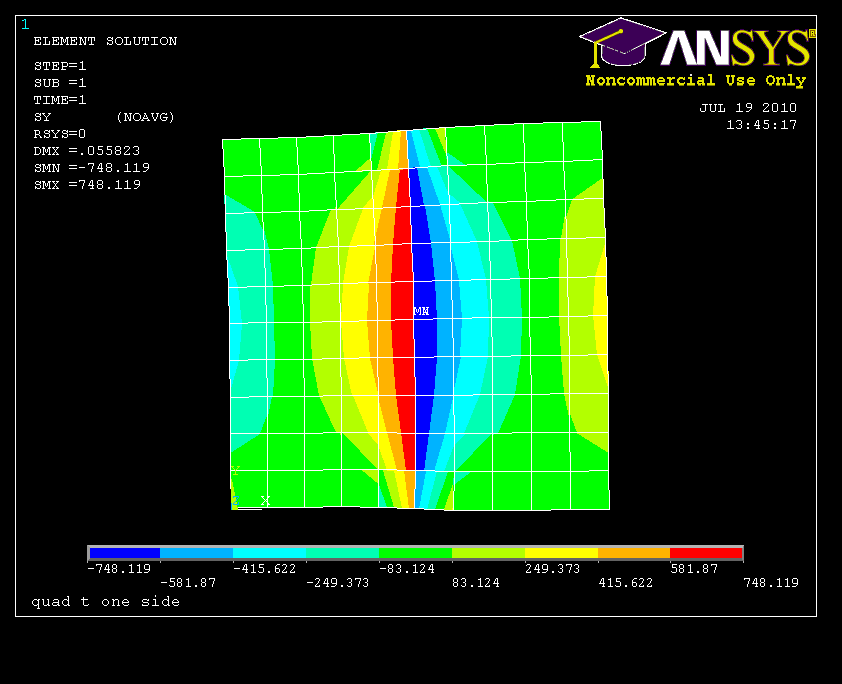 1
ELEMENT SOLUTION
STEP=1
SUB =1
TIME=1
SY (NOAVG)
RSYS=0
DMX =.055823
SMN =-748.119
SMX =748.119
ANSYS®
Noncommercial Use Only
JUL 19 2010
13:45:17
MN
Y
Z X
-748.119 -415.622 -83.124 249.373 581.87
-581.87 -249.373 83.124 415.622 748.119
quad t one side